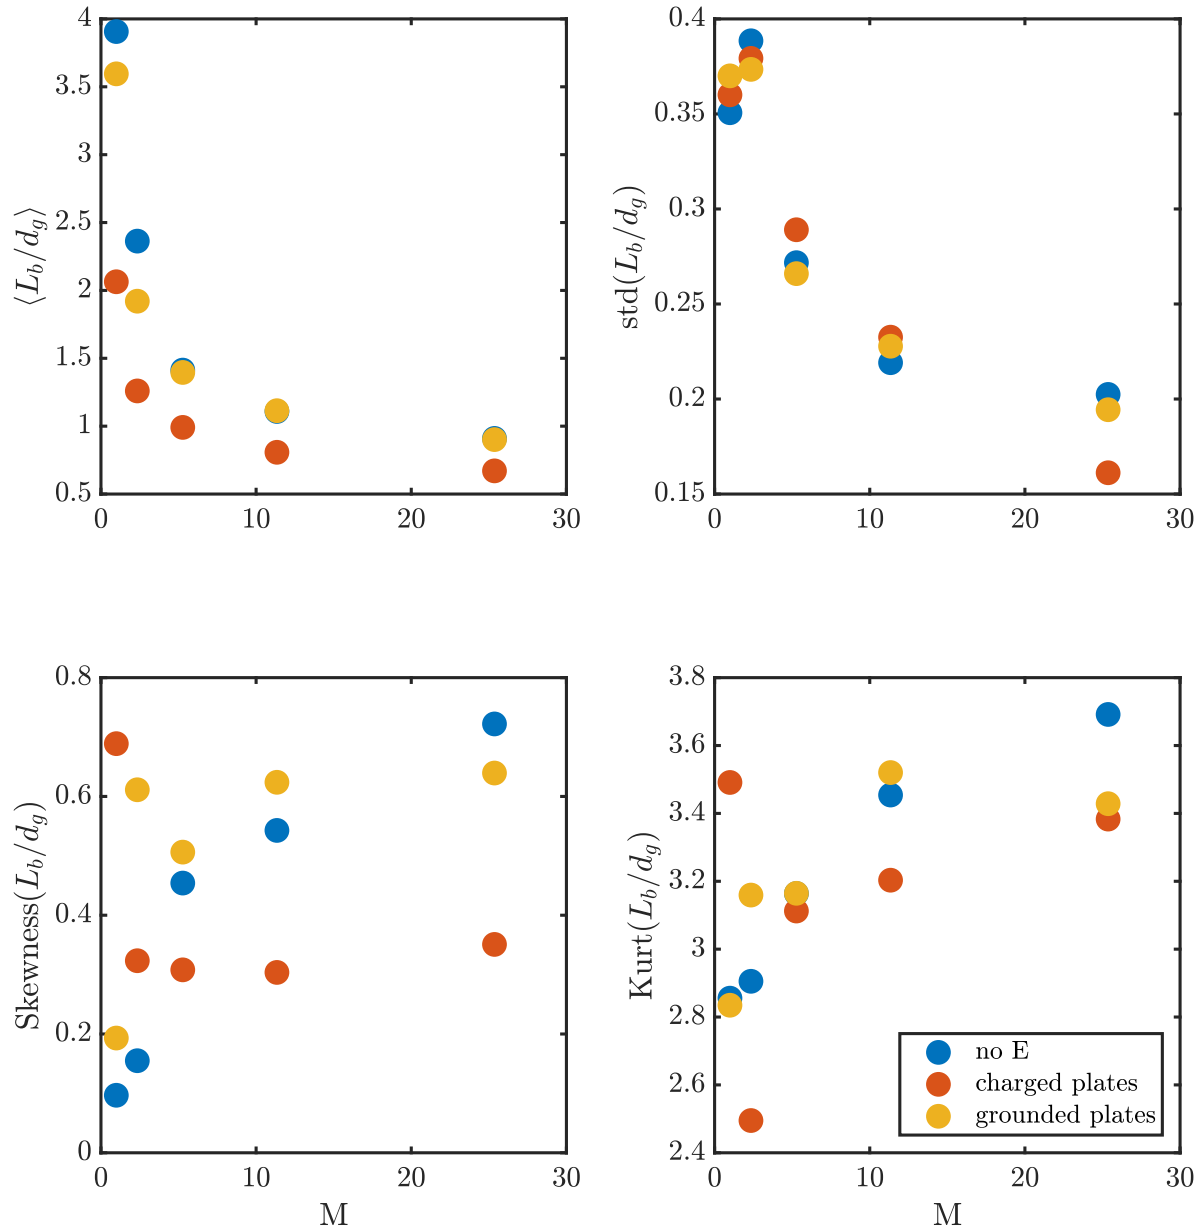 4
3.5
3
2.5
2
1.5
1
0.5
⟨L_b/d_g⟩
0 10 20 30
0.4
0.35
0.3
0.25
0.2
0.15
std(L_b/d_g)
0 10 20 30
0.8
0.6
0.4
0.2
0
Skewness(L_b/d_g)
0 10 20 30
M
3.8
3.6
3.4
3.2
3
2.8
2.6
2.4
Kurt(L_b/d_g)
no E
charged plates
grounded plates
0 10 20 30
M